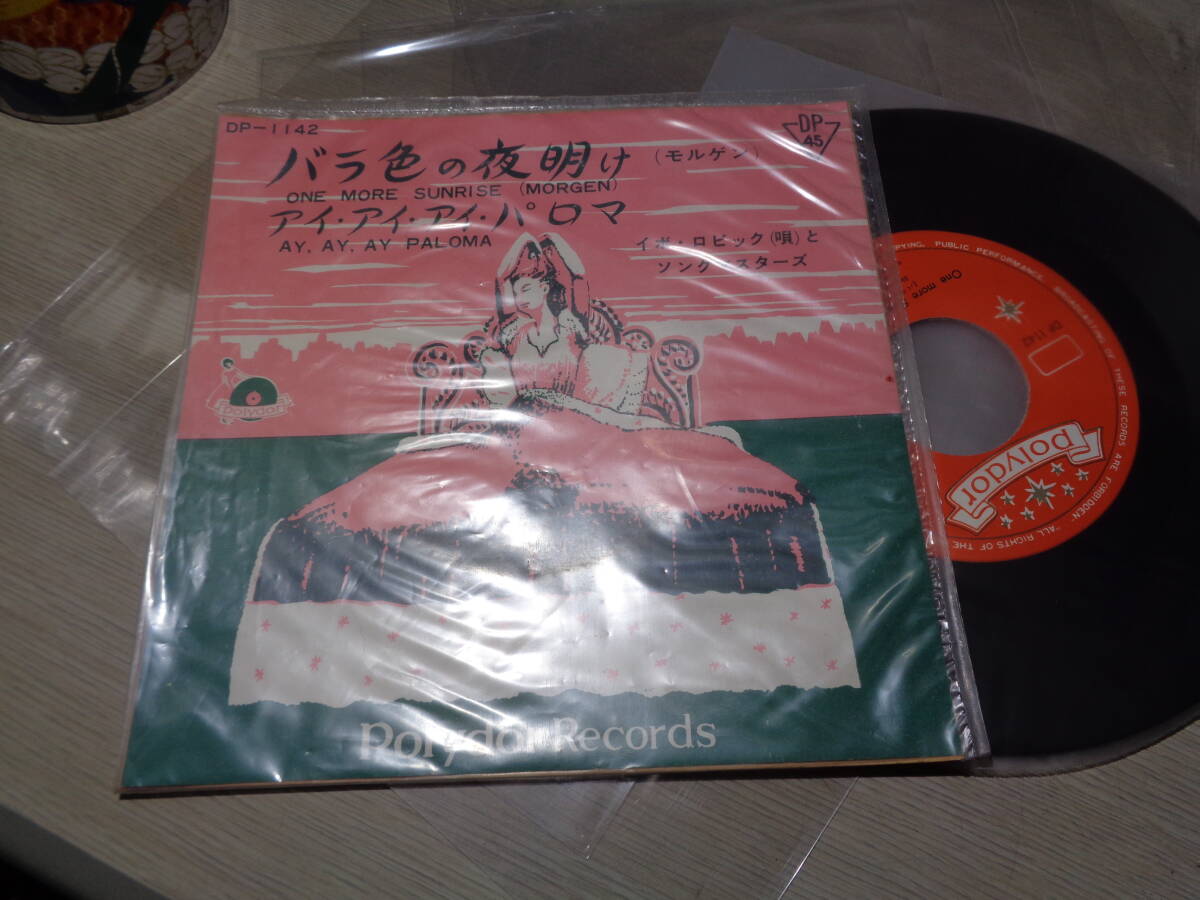 DP-1142
DP
45
バラ色の夜明け (モルゲン)
ONE MORE SUNRISE (MORGEN)
アイ・アイ・アイ・パロマ
AY, AY, AY PALOMA
イボ・ロビック(唄)と
ソング・スターズ
polydor
Polydor Records
PUBLIC PERFORMANCE,
BROADCASTING OF THESE RECORDS ARE FORBIDDEN. "ALL RIGHTS OF THE
One more
DP 1142
Polydor